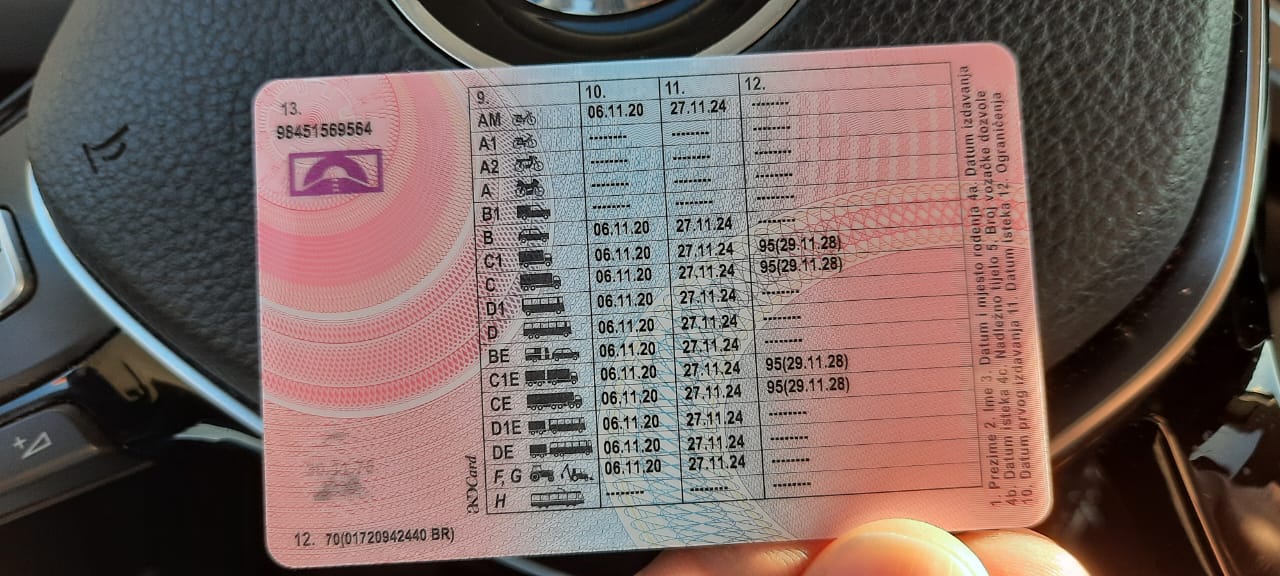 13.
98451569564
9. 10. 11. 12.
AM 06.11.20 27.11.24 -------
A1 ------- ------- -------
A2 ------- ------- -------
A ------- ------- -------
B1 ------- ------- -------
B 06.11.20 27.11.24 -------
C1 06.11.20 27.11.24 95(29.11.28)
C 06.11.20 27.11.24 95(29.11.28)
D1 06.11.20 27.11.24 -------
D 06.11.20 27.11.24 -------
BE 06.11.20 27.11.24 -------
C1E 06.11.20 27.11.24 95(29.11.28)
CE 06.11.20 27.11.24 95(29.11.28)
D1E 06.11.20 27.11.24 -------
DE 06.11.20 27.11.24 -------
F, G 06.11.20 27.11.24 -------
H ------- ------- -------
12. 70(01720942440 BR)
1. Prezime 2. Ime 3. Datum i mjesto rođenja 4a. Datum izdavanja
4b. Datum isteka 4c. Nadležno tijelo 5. Broj vozačke dozvole
10. Datum prvog izdavanja 11. Datum isteka 12. Ograničenja